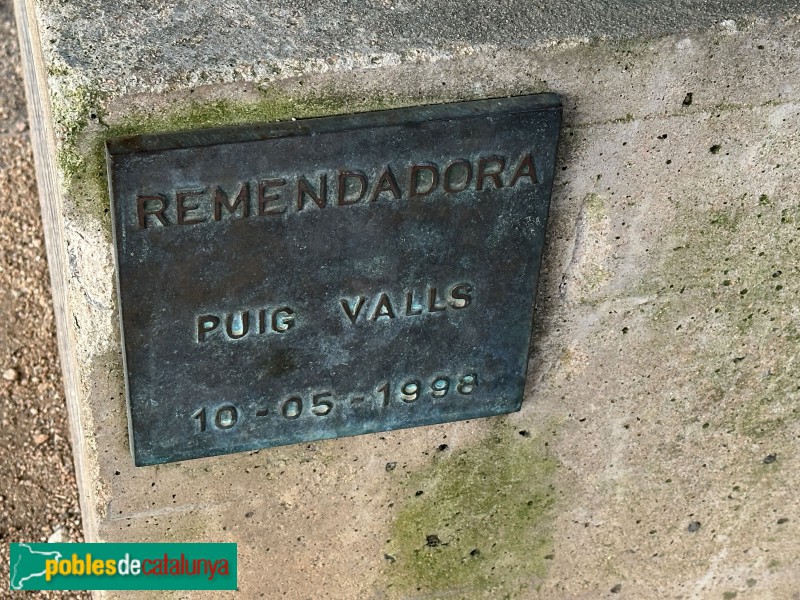 REMENDADORA
PUIG VALLS
10-05-1998
poblesdecatalunya